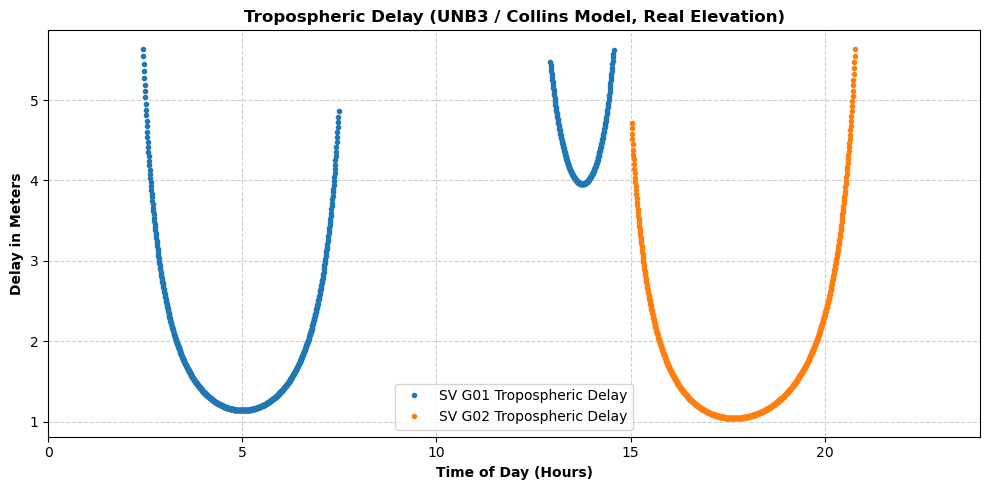 Tropospheric Delay (UNB3 / Collins Model, Real Elevation)
Delay in Meters
5
4
3
2
1
SV G01 Tropospheric Delay
SV G02 Tropospheric Delay
0 5 10 15 20
Time of Day (Hours)